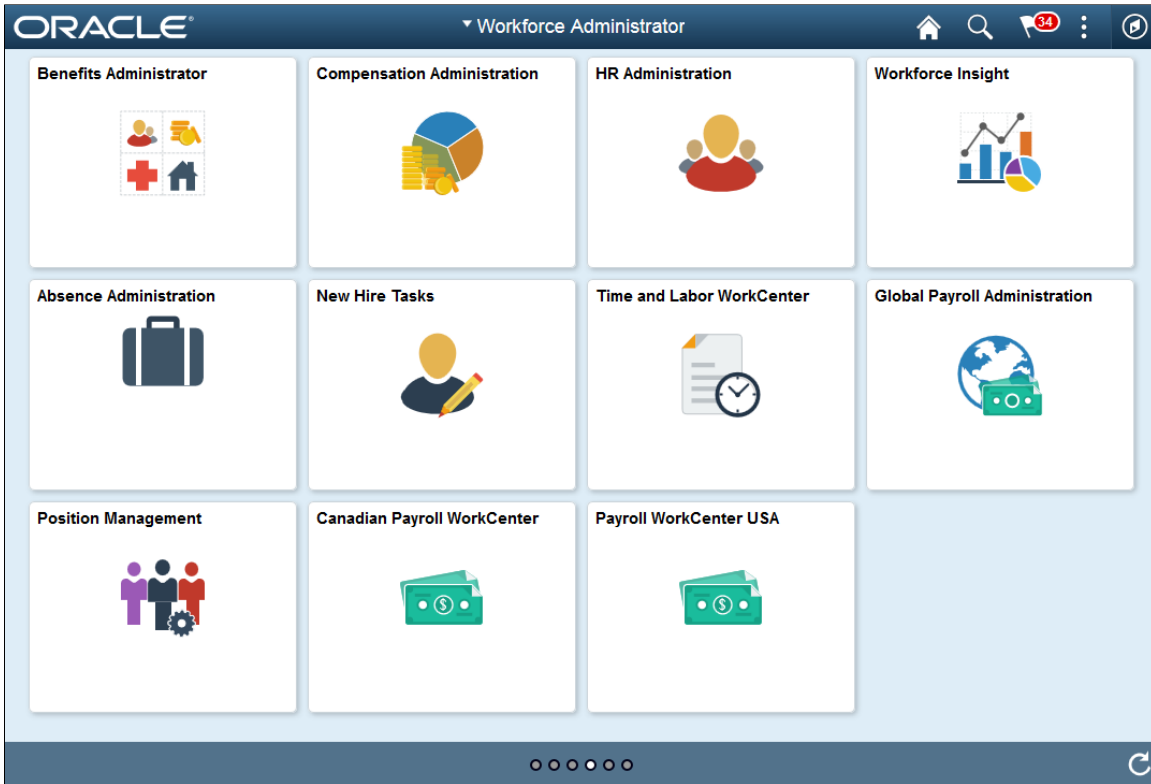 ORACLE®
Workforce Administrator
34
Benefits Administrator
Compensation Administration
HR Administration
Workforce Insight
Absence Administration
New Hire Tasks
Time and Labor WorkCenter
Global Payroll Administration
Position Management
Canadian Payroll WorkCenter
$
Payroll WorkCenter USA
$